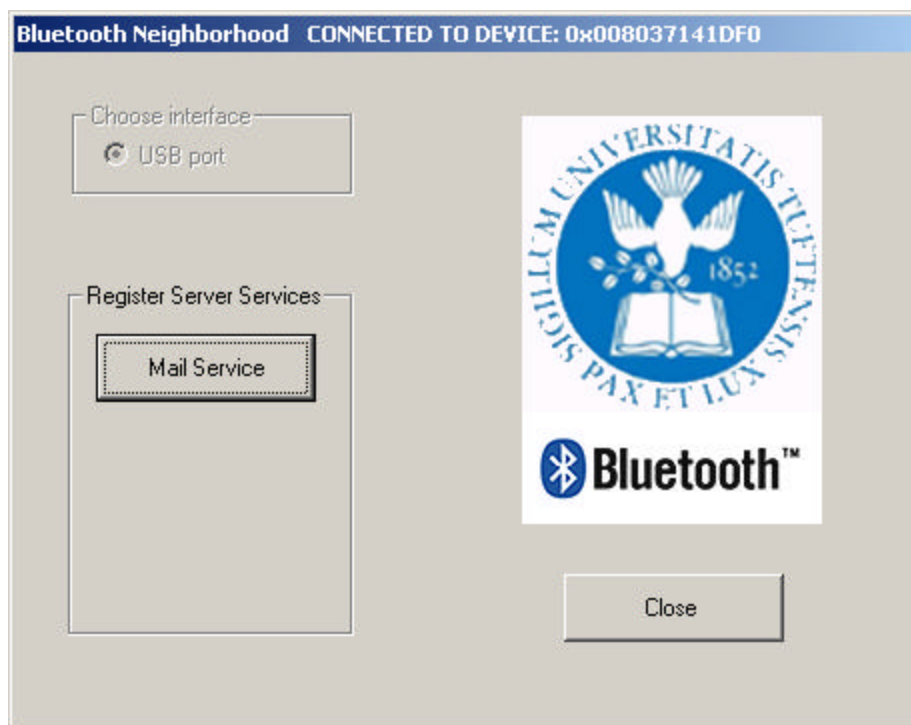 Bluetooth Neighborhood CONNECTED TO DEVICE: 0x008037141DF0
Choose interface
USB port
Register Server Services
Mail Service
SIGILLUM UNIVERSITATIS TUFTENSIS
1852
SIGIS PAX ET LUX
Bluetooth™
Close